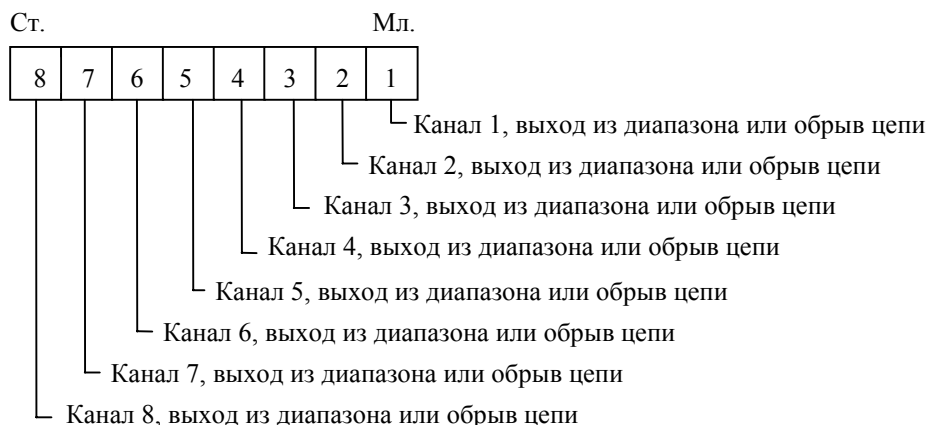 Ст. Мл.
8 7 6 5 4 3 2 1
Канал 1, выход из диапазона или обрыв цепи
Канал 2, выход из диапазона или обрыв цепи
Канал 3, выход из диапазона или обрыв цепи
Канал 4, выход из диапазона или обрыв цепи
Канал 5, выход из диапазона или обрыв цепи
Канал 6, выход из диапазона или обрыв цепи
Канал 7, выход из диапазона или обрыв цепи
Канал 8, выход из диапазона или обрыв цепи